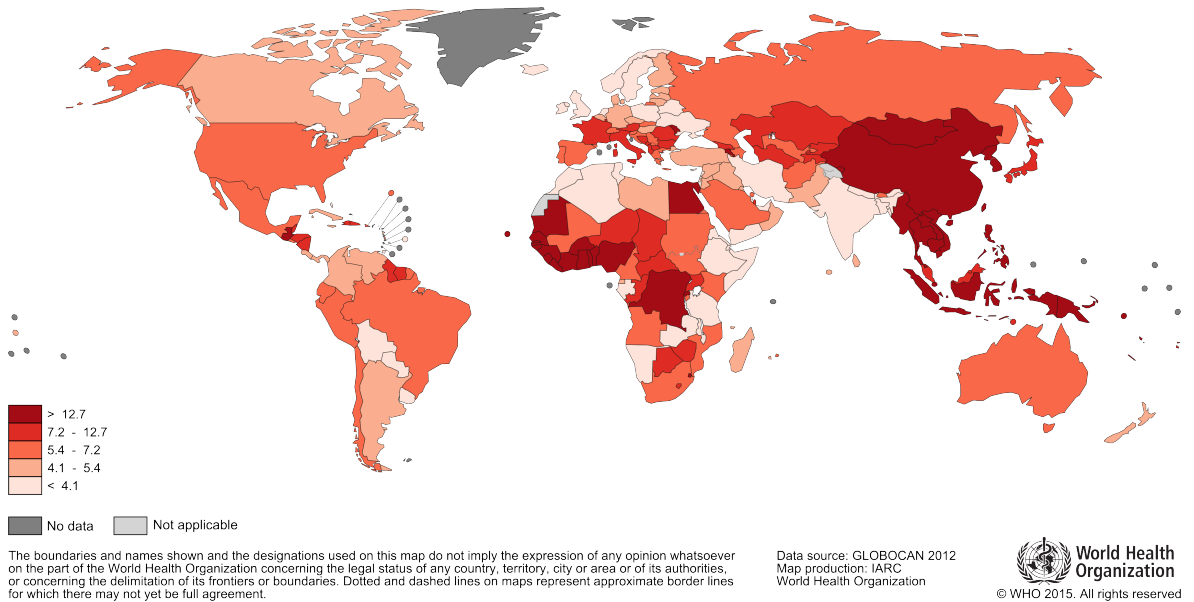 > 12.7
7.2 - 12.7
5.4 - 7.2
4.1 - 5.4
< 4.1
No data
Not applicable
The boundaries and names shown and the designations used on this map do not imply the expression of any opinion whatsoever
on the part of the World Health Organization concerning the legal status of any country, territory, city or area or of its authorities,
or concerning the delimitation of its frontiers or boundaries. Dotted and dashed lines on maps represent approximate border lines
for which there may not yet be full agreement.
Data source: GLOBOCAN 2012
Map production: IARC
World Health Organization
World Health
Organization
© WHO 2015. All rights reserved